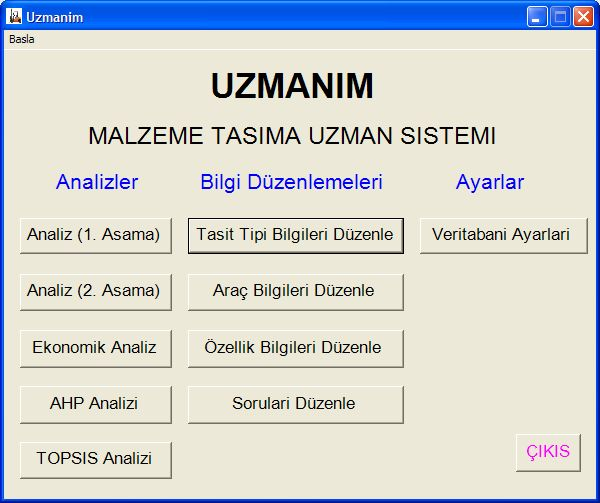 Uzmanim
Basla
UZMANIM
MALZEME TASIMA UZMAN SISTEMI
Analizler Bilgi Düzenlemeleri Ayarlar
Analiz (1. Asama) Tasit Tipi Bilgileri Düzenle Veritabani Ayarlari
Analiz (2. Asama) Araç Bilgileri Düzenle
Ekonomik Analiz Özellik Bilgileri Düzenle
AHP Analizi Sorulari Düzenle
TOPSIS Analizi ÇIKIS